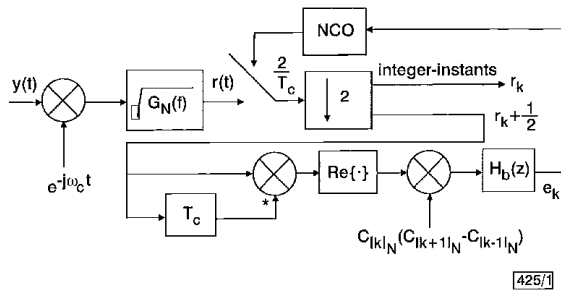 NCO
y(t)
√G_N(f)
r(t)
2/T_c
↓ 2
integer-instants
r_k
r_k+1/2
e^-jω_c t
T_c
*
Re{·}
H_b(z)
e_k
C_|k|_N (C_|k+1|_N - C_|k-1|_N)
425/1